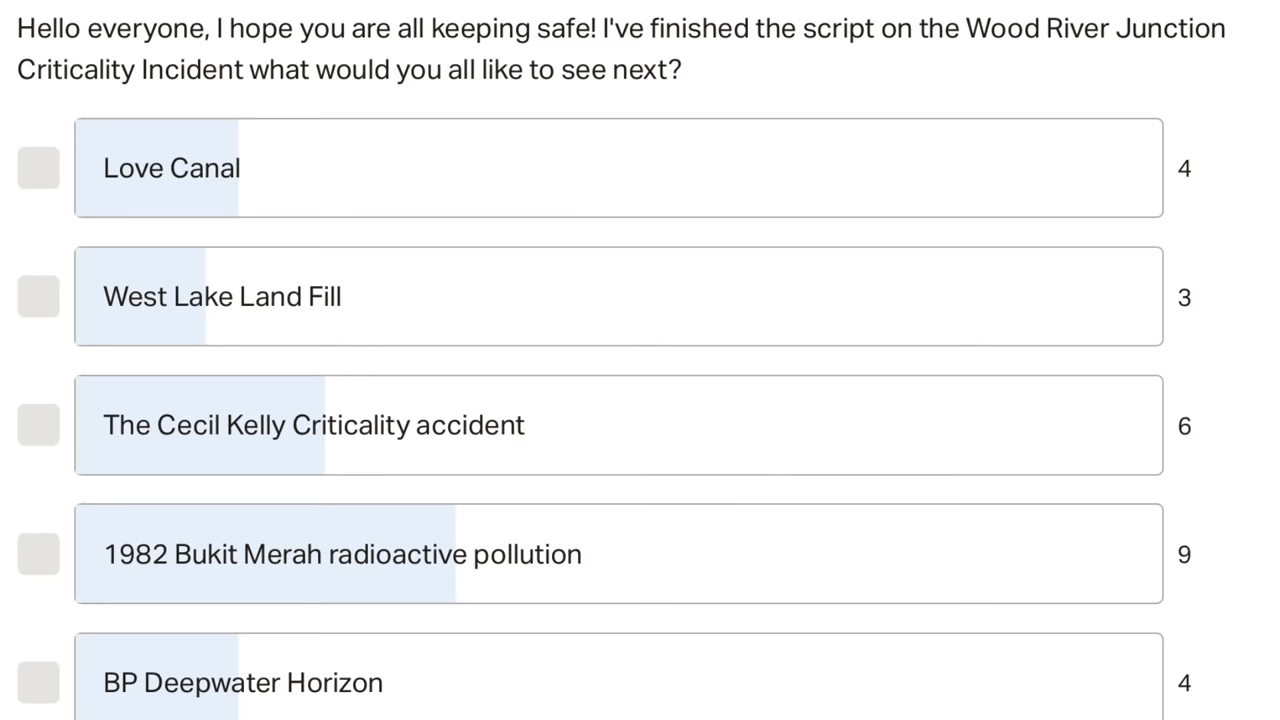 Hello everyone, I hope you are all keeping safe! I've finished the script on the Wood River Junction
Criticality Incident what would you all like to see next?
Love Canal 4
West Lake Land Fill 3
The Cecil Kelly Criticality accident 6
1982 Bukit Merah radioactive pollution 9
BP Deepwater Horizon 4